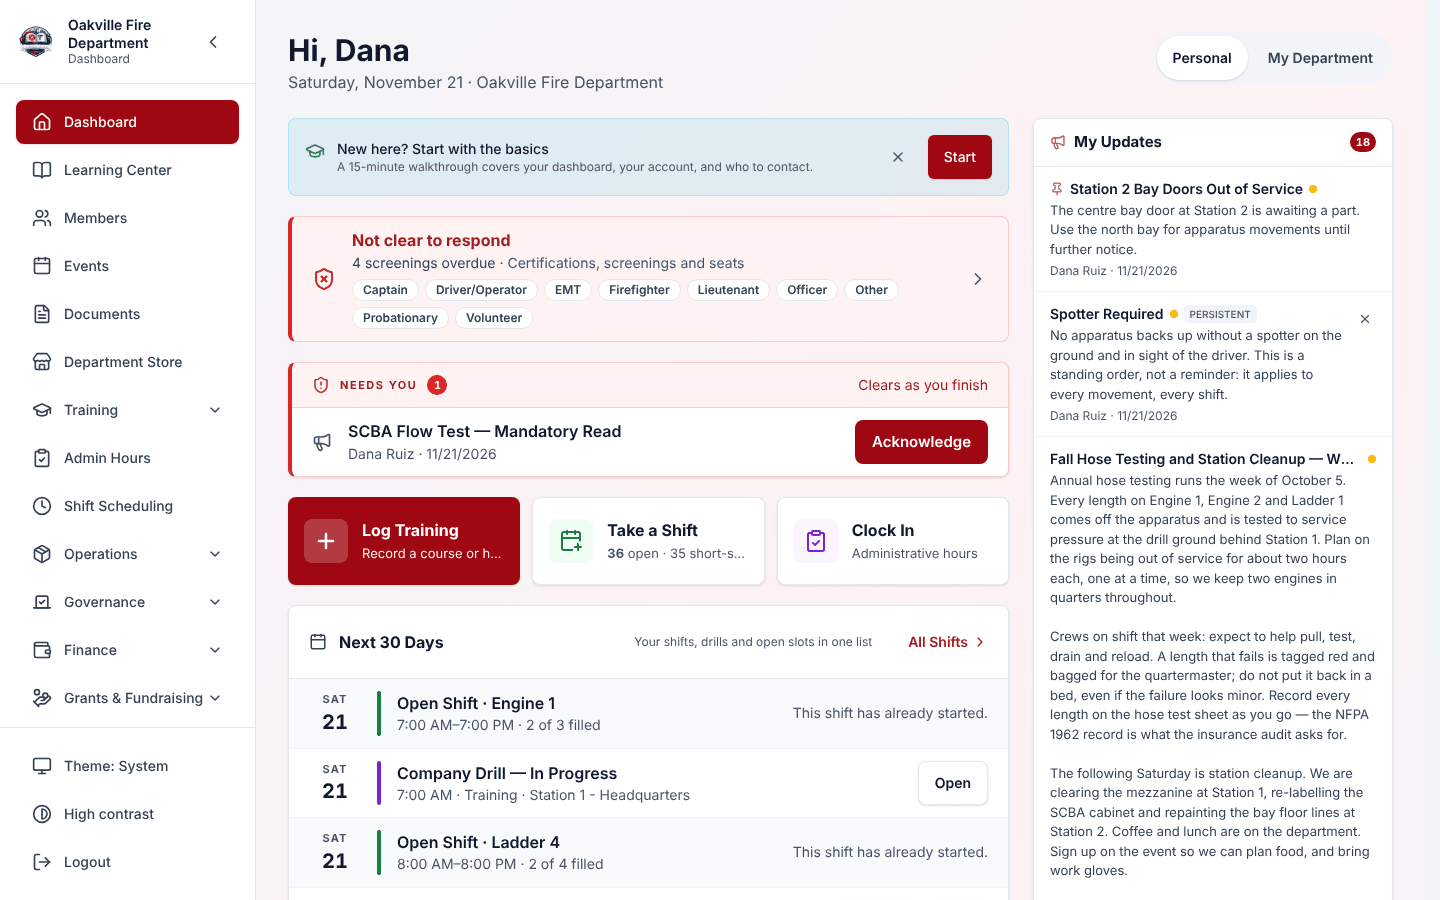 Oakville Fire
Department
Dashboard
Dashboard
Learning Center
Members
Events
Documents
Department Store
Training
Admin Hours
Shift Scheduling
Operations
Governance
Finance
Grants & Fundraising
Theme: System
High contrast
Logout
Hi, Dana
Saturday, November 21 · Oakville Fire Department
Personal
My Department
New here? Start with the basics
A 15-minute walkthrough covers your dashboard, your account, and who to contact.
Start
Not clear to respond
4 screenings overdue · Certifications, screenings and seats
Captain Driver/Operator EMT Firefighter Lieutenant Officer Other
Probationary Volunteer
NEEDS YOU 1
Clears as you finish
SCBA Flow Test — Mandatory Read
Dana Ruiz · 11/21/2026
Acknowledge
Log Training
Record a course or h...
Take a Shift
36 open · 35 short-s...
Clock In
Administrative hours
Next 30 Days
Your shifts, drills and open slots in one list
All Shifts
SAT
21
Open Shift · Engine 1
7:00 AM–7:00 PM · 2 of 3 filled
This shift has already started.
SAT
21
Company Drill — In Progress
7:00 AM · Training · Station 1 - Headquarters
Open
SAT
21
Open Shift · Ladder 4
8:00 AM–8:00 PM · 2 of 4 filled
This shift has already started.
My Updates
18
Station 2 Bay Doors Out of Service
The centre bay door at Station 2 is awaiting a part.
Use the north bay for apparatus movements until
further notice.
Dana Ruiz · 11/21/2026
Spotter Required PERSISTENT
No apparatus backs up without a spotter on the
ground and in sight of the driver. This is a
standing order, not a reminder: it applies to
every movement, every shift.
Dana Ruiz · 11/21/2026
Fall Hose Testing and Station Cleanup — W...
Annual hose testing runs the week of October 5.
Every length on Engine 1, Engine 2 and Ladder 1
comes off the apparatus and is tested to service
pressure at the drill ground behind Station 1. Plan on
the rigs being out of service for about two hours
each, one at a time, so we keep two engines in
quarters throughout.
Crews on shift that week: expect to help pull, test,
drain and reload. A length that fails is tagged red and
bagged for the quartermaster; do not put it back in a
bed, even if the failure looks minor. Record every
length on the hose test sheet as you go — the NFPA
1962 record is what the insurance audit asks for.
The following Saturday is station cleanup. We are
clearing the mezzanine at Station 1, re-labelling the
SCBA cabinet and repainting the bay floor lines at
Station 2. Coffee and lunch are on the department.
Sign up on the event so we can plan food, and bring
work gloves.